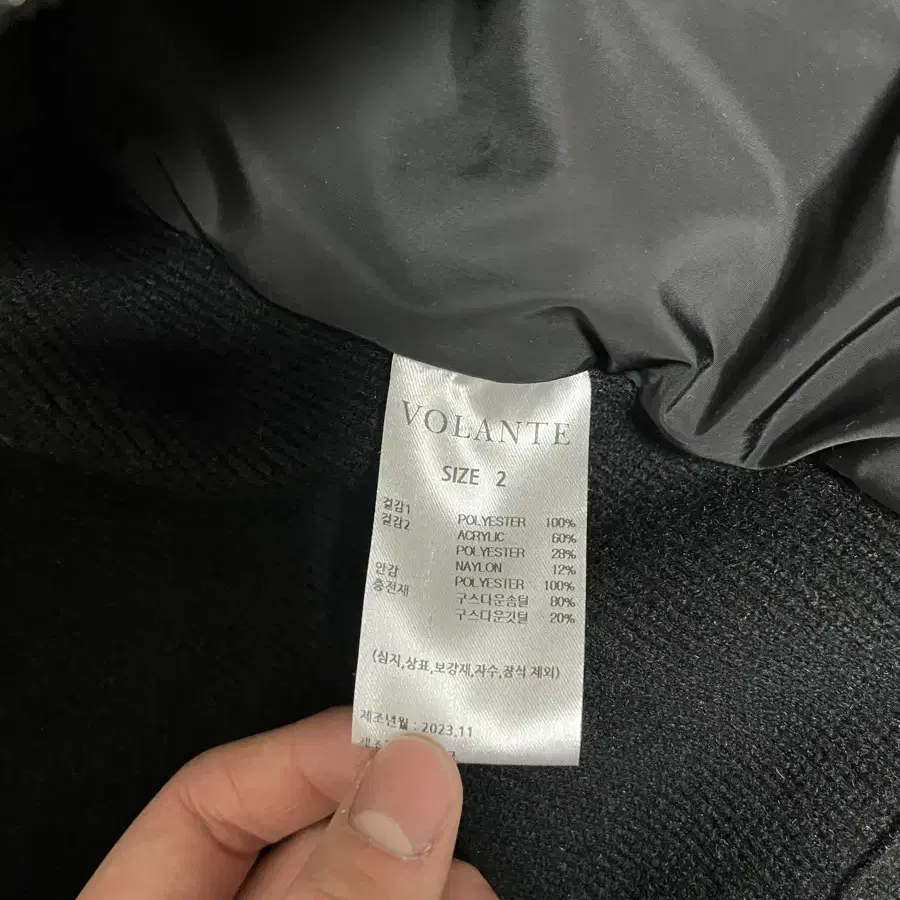 VOLANTE
SIZE 2
겉감1 POLYESTER 100%
겉감2 ACRYLIC 60%
POLYESTER 28%
NAYLON 12%
안감 POLYESTER 100%
충전재 구스다운솜털 80%
구스다운깃털 20%
(심지,상표,보강재,자수,장식 제외)
제조년월 : 2023.11